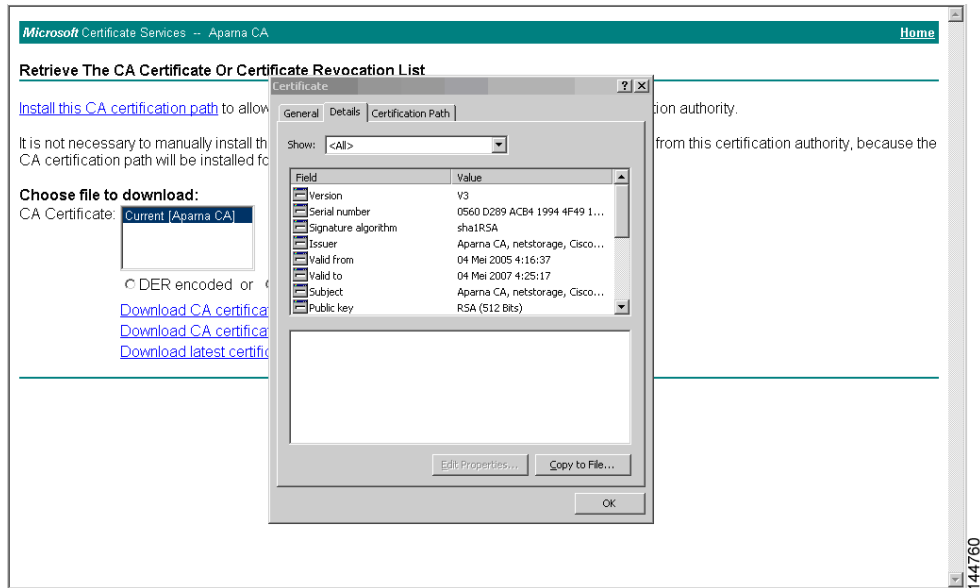 Microsoft Certificate Services -- Aparna CA Home
Retrieve The CA Certificate Or Certificate Revocation List
Install this CA certification path to allow
tion authority.
It is not necessary to manually install th
from this certification authority, because the
CA certification path will be installed fo
Choose file to download:
CA Certificate: Current [Aparna CA]
DER encoded or
Download CA certifica
Download CA certifica
Download latest certific
Certificate
General Details Certification Path
Show: <All>
Field Value
Version V3
Serial number 0560 D289 ACB4 1994 4F49 1...
Signature algorithm sha1RSA
Issuer Aparna CA, netstorage, Cisco...
Valid from 04 Mei 2005 4:16:37
Valid to 04 Mei 2007 4:25:17
Subject Aparna CA, netstorage, Cisco...
Public key RSA (512 Bits)
Edit Properties... Copy to File...
OK
144760